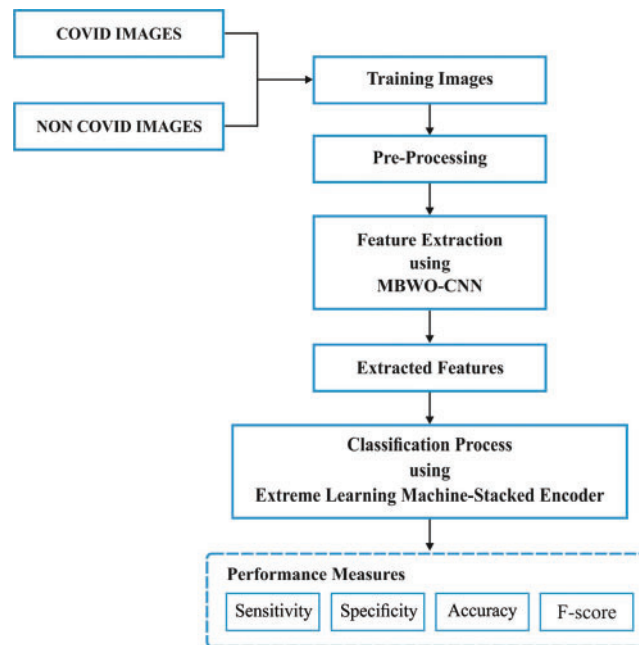 COVID IMAGES
NON COVID IMAGES
Training Images
Pre-Processing
Feature Extraction
using
MBWO-CNN
Extracted Features
Classification Process
using
Extreme Learning Machine-Stacked Encoder
Performance Measures
Sensitivity
Specificity
Accuracy
F-score